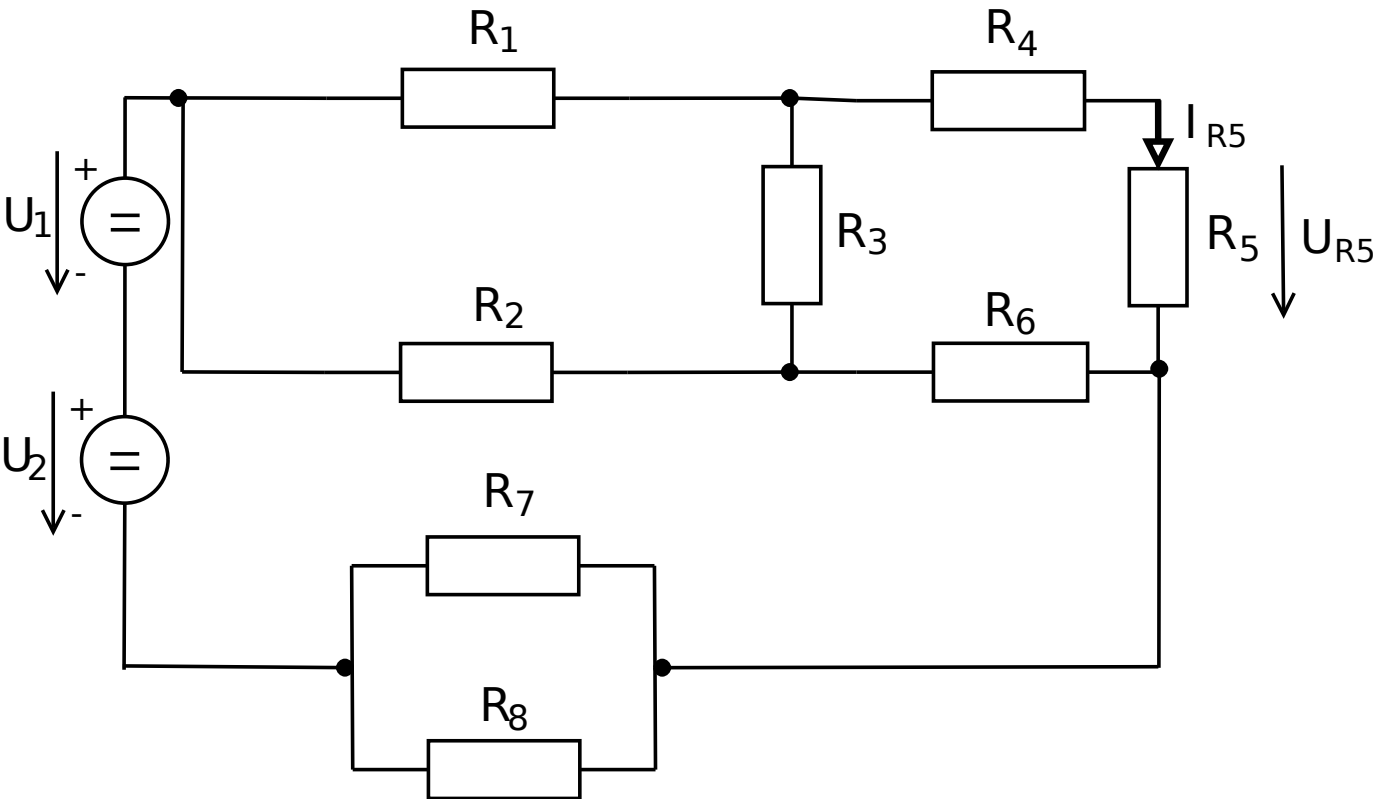 R1
R4
I R5
+
U1
=
-
R3
R5
UR5
R2
R6
+
U2
=
-
R7
R8